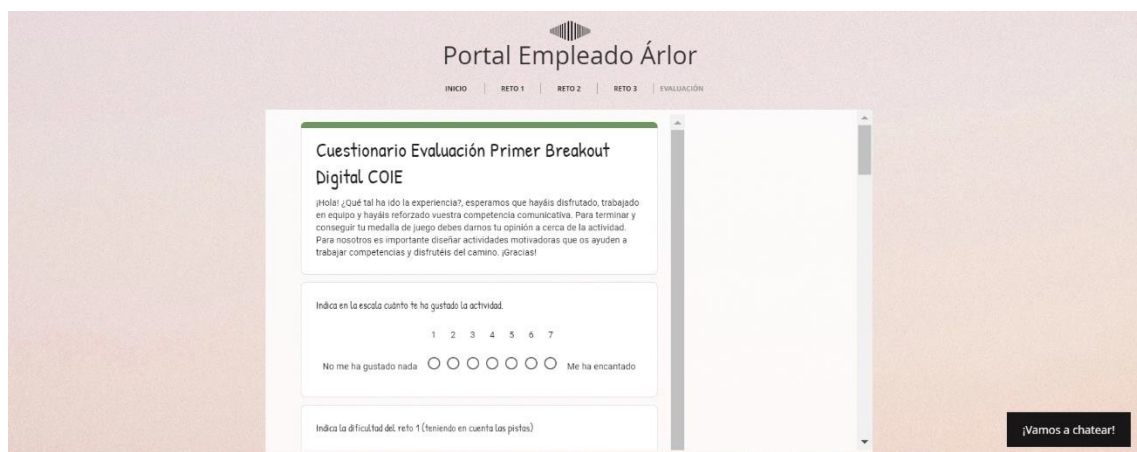 Portal Empleado Árlor
INICIO RETO 1 RETO 2 RETO 3 EVALUACIÓN
Cuestionario Evaluación Primer Breakout
Digital COIE
¡Hola! ¿Qué tal ha ido la experiencia?, esperamos que hayáis disfrutado, trabajado
en equipo y hayáis reforzado vuestra competencia comunicativa. Para terminar y
conseguir tu medalla de juego debes darnos tu opinión a cerca de la actividad.
Para nosotros es importante diseñar actividades motivadoras que os ayuden a
trabajar competencias y disfrutéis del camino. ¡Gracias!
Indica en la escala cuánto te ha gustado la actividad.
1 2 3 4 5 6 7
No me ha gustado nada Me ha encantado
Indica la dificultad del reto 1 (teniendo en cuenta las pistas)
¡Vamos a chatear!